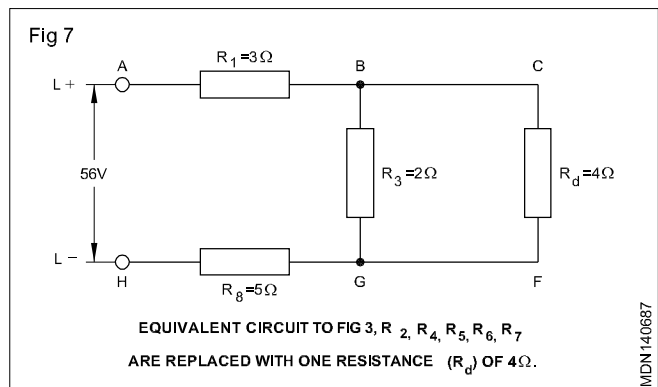 Fig 7
R1=3Ω
A
B
C
L +
56V
R3=2Ω
Rd=4Ω
L −
H
G
F
R8=5Ω
EQUIVALENT CIRCUIT TO FIG 3, R 2, R4, R5, R6, R7
ARE REPLACED WITH ONE RESISTANCE (Rd) OF 4Ω.
MDN140687